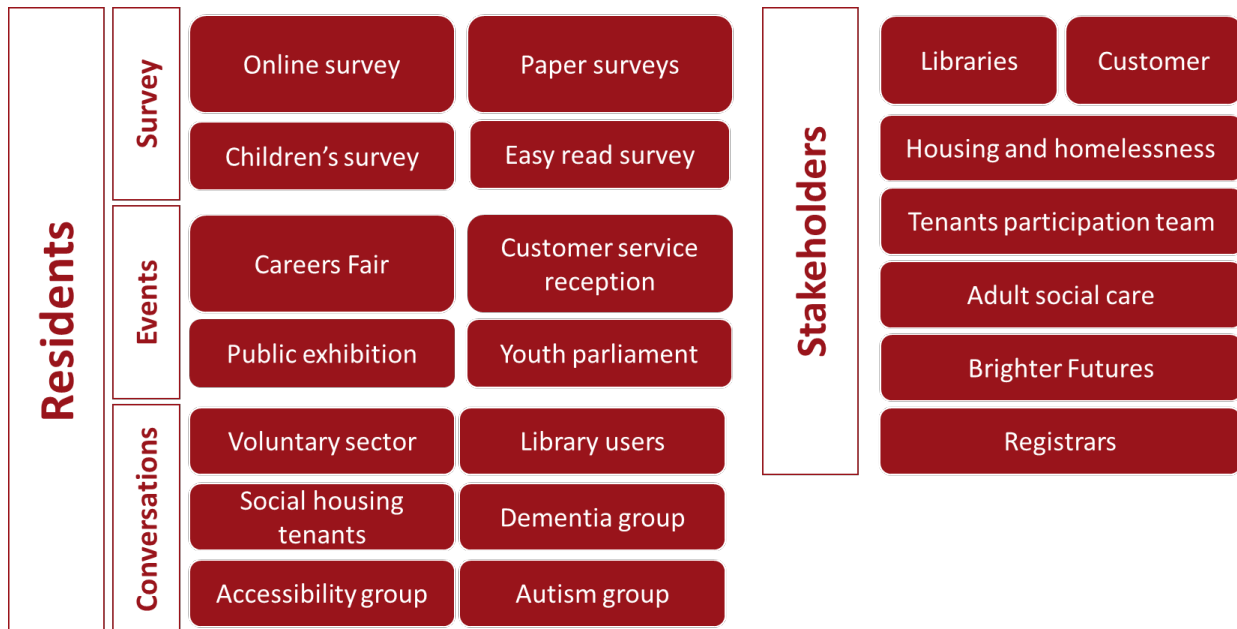 Residents
Survey
Online survey
Paper surveys
Children's survey
Easy read survey
Events
Careers Fair
Customer service
reception
Public exhibition
Youth parliament
Conversations
Voluntary sector
Library users
Social housing
tenants
Dementia group
Accessibility group
Autism group
Stakeholders
Libraries
Customer
Housing and homelessness
Tenants participation team
Adult social care
Brighter Futures
Registrars